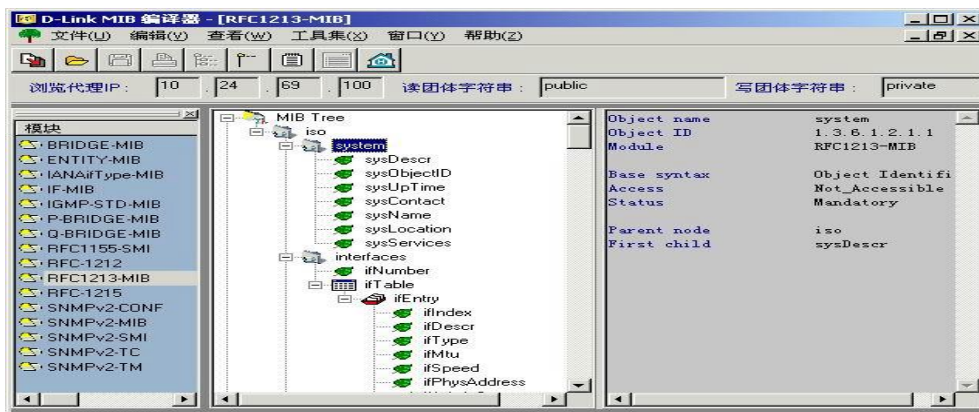 D-Link MIB 编译器 - [RFC1213-MIB]
文件(U) 编辑(V) 查看(W) 工具集(X) 窗口(Y) 帮助(Z)
浏览代理IP： 10 . 24 . 69 . 100 读团体字符串： public 写团体字符串： private
模块
BRIDGE-MIB
ENTITY-MIB
IANAifType-MIB
IF-MIB
IGMP-STD-MIB
P-BRIDGE-MIB
Q-BRIDGE-MIB
RFC1155-SMI
RFC-1212
RFC1213-MIB
RFC-1215
SNMPv2-CONF
SNMPv2-MIB
SNMPv2-SMI
SNMPv2-TC
SNMPv2-TM
MIB Tree
iso
system
sysDescr
sysObjectID
sysUpTime
sysContact
sysName
sysLocation
sysServices
interfaces
ifNumber
ifTable
ifEntry
ifIndex
ifDescr
ifType
ifMtu
ifSpeed
ifPhysAddress
Object name system
Object ID 1.3.6.1.2.1.1
Module RFC1213-MIB
Base syntax Object Identifi
Access Not_Accessible
Status Mandatory
Parent node iso
First child sysDescr